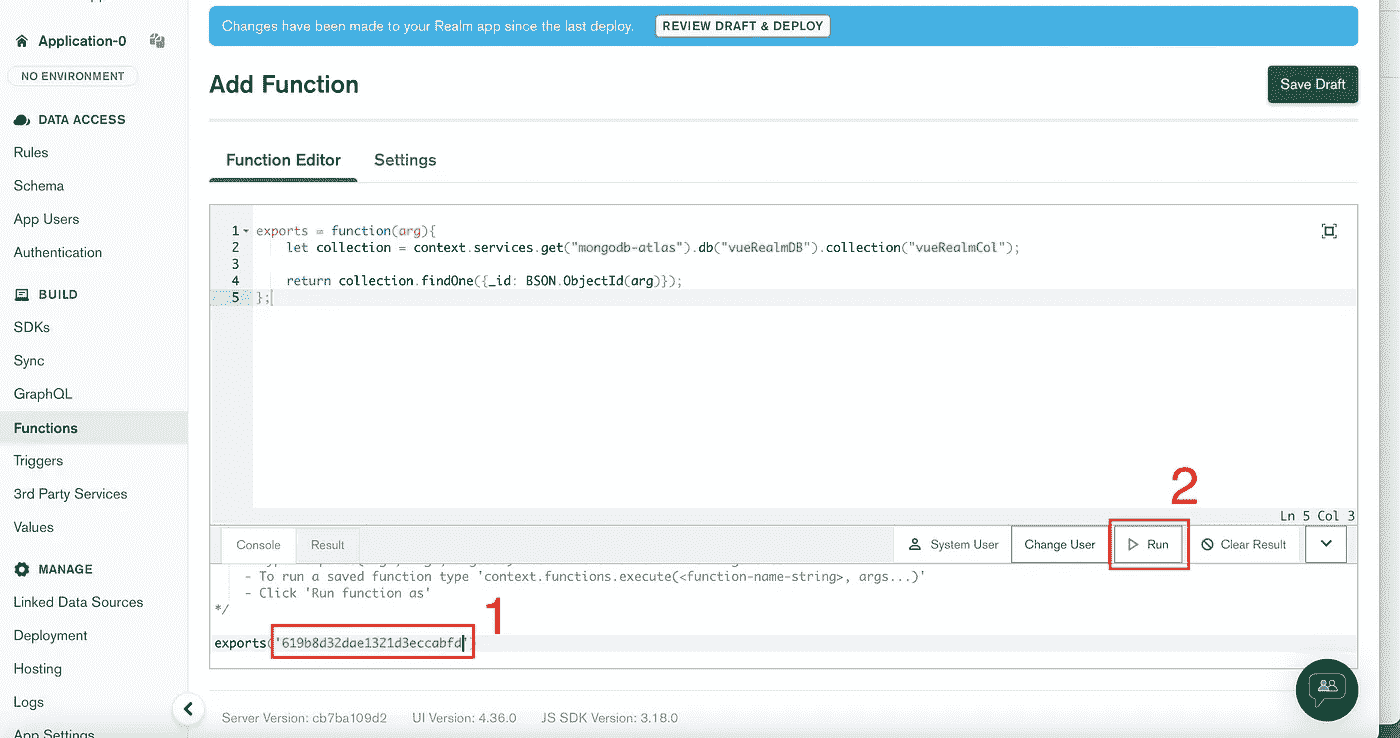 Changes have been made to your Realm app since the last deploy. REVIEW DRAFT & DEPLOY
Application-0
NO ENVIRONMENT
DATA ACCESS
Rules
Schema
App Users
Authentication
BUILD
SDKs
Sync
GraphQL
Functions
Triggers
3rd Party Services
Values
MANAGE
Linked Data Sources
Deployment
Hosting
Logs
App Settings
Add Function
Save Draft
Function Editor Settings
1 exports = function(arg){
2 let collection = context.services.get("mongodb-atlas").db("vueRealmDB").collection("vueRealmCol");
3
4 return collection.findOne({_id: BSON.ObjectId(arg)});
5 };
2
Ln 5 Col 3
Console Result System User Change User Run Clear Result
- To run a saved function type 'context.functions.execute(<function-name-string>, args...)'
- Click 'Run function as'
*/
1
exports('619b8d32dae1321d3eccabfd'
Server Version: cb7ba109d2 UI Version: 4.36.0 JS SDK Version: 3.18.0